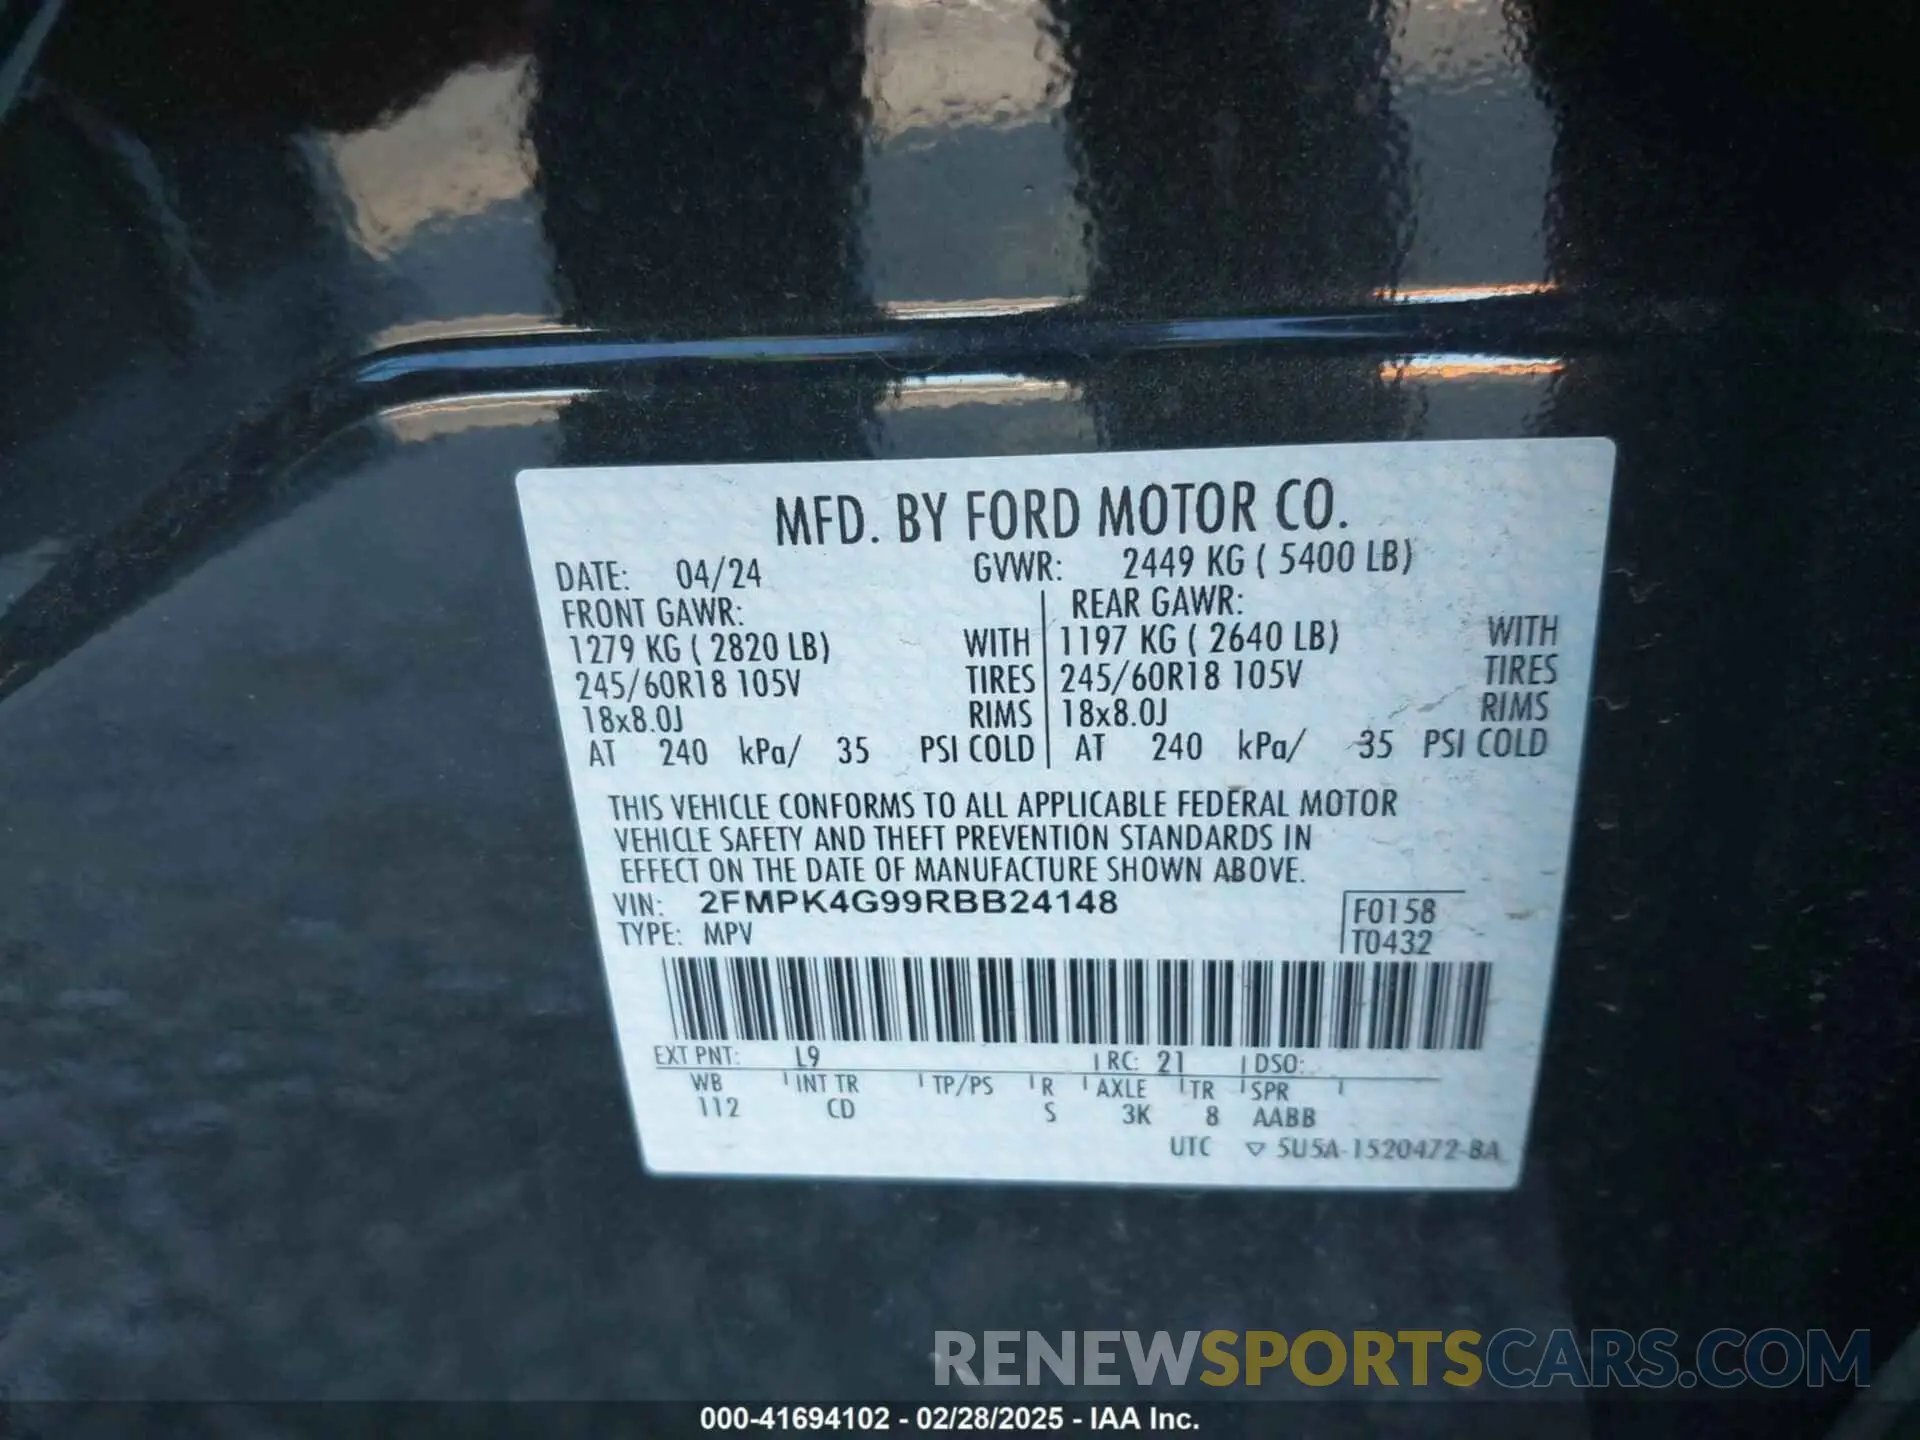 MFD. BY FORD MOTOR CO.
DATE: 04/24 GVWR: 2449 KG ( 5400 LB)
FRONT GAWR: REAR GAWR:
1279 KG ( 2820 LB) WITH 1197 KG ( 2640 LB) WITH
245/60R18 105V TIRES 245/60R18 105V TIRES
18x8.0J RIMS 18x8.0J RIMS
AT 240 kPa/ 35 PSI COLD AT 240 kPa/ 35 PSI COLD
THIS VEHICLE CONFORMS TO ALL APPLICABLE FEDERAL MOTOR
VEHICLE SAFETY AND THEFT PREVENTION STANDARDS IN
EFFECT ON THE DATE OF MANUFACTURE SHOWN ABOVE.
VIN: 2FMPK4G99RBB24148 F0158
TYPE: MPV T0432
EXT PNT: L9 RC: 21 DSO:
WB INT TR TP/PS R AXLE TR SPR
112 CD S 3K 8 AABB
UTC ▽ 5U5A-1520472-BA
RENEWSPORTSCARS.COM
000-41694102 - 02/28/2025 - IAA Inc.